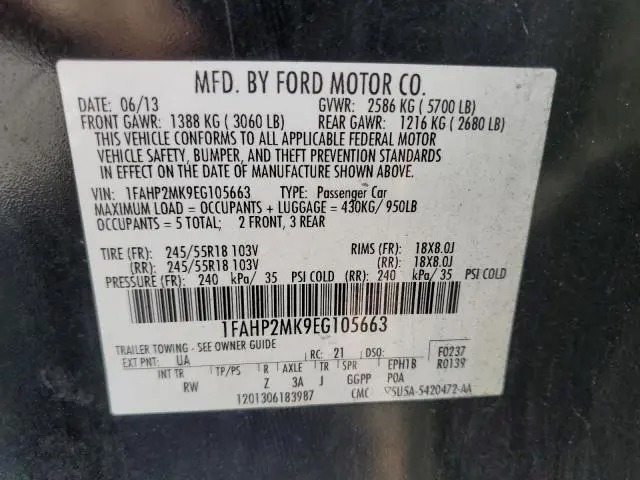 MFD. BY FORD MOTOR CO.
DATE: 06/13 GVWR: 2586 KG ( 5700 LB)
FRONT GAWR: 1388 KG ( 3060 LB) REAR GAWR: 1216 KG ( 2680 LB)
THIS VEHICLE CONFORMS TO ALL APPLICABLE FEDERAL MOTOR
VEHICLE SAFETY, BUMPER, AND THEFT PREVENTION STANDARDS
IN EFFECT ON THE DATE OF MANUFACTURE SHOWN ABOVE.
VIN: 1FAHP2MK9EG105663 TYPE: Passenger Car
MAXIMUM LOAD = OCCUPANTS + LUGGAGE = 430KG/ 950LB
OCCUPANTS = 5 TOTAL; 2 FRONT, 3 REAR
TIRE (FR): 245/55R18 103V RIMS (FR): 18X8.0J
(RR): 245/55R18 103V (RR): 18X8.0J
PRESSURE (FR): 240 kPa/ 35 PSI COLD (RR): 240 kPa/ 35 PSI COLD
1FAHP2MK9EG105663
TRAILER TOWING - SEE OWNER GUIDE
EXT PNT: UA RC: 21 DSO: F0237
INT TR TP/PS R AXLE TR SPR EPH1B R0139
RW Z 3A J GGPP POA
1201306183987 CMC 5U5A-5420472-AA